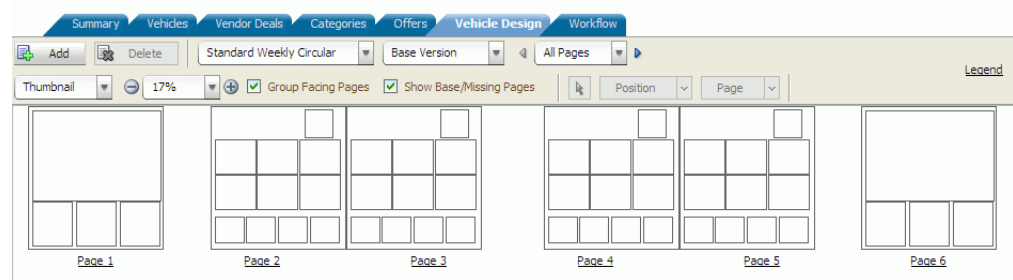 Summary Vehicles Vendor Deals Categories Offers Vehicle Design Workflow
Add Delete Standard Weekly Circular Base Version All Pages
Legend
Thumbnail 17% Group Facing Pages Show Base/Missing Pages Position Page
Page 1 Page 2 Page 3 Page 4 Page 5 Page 6